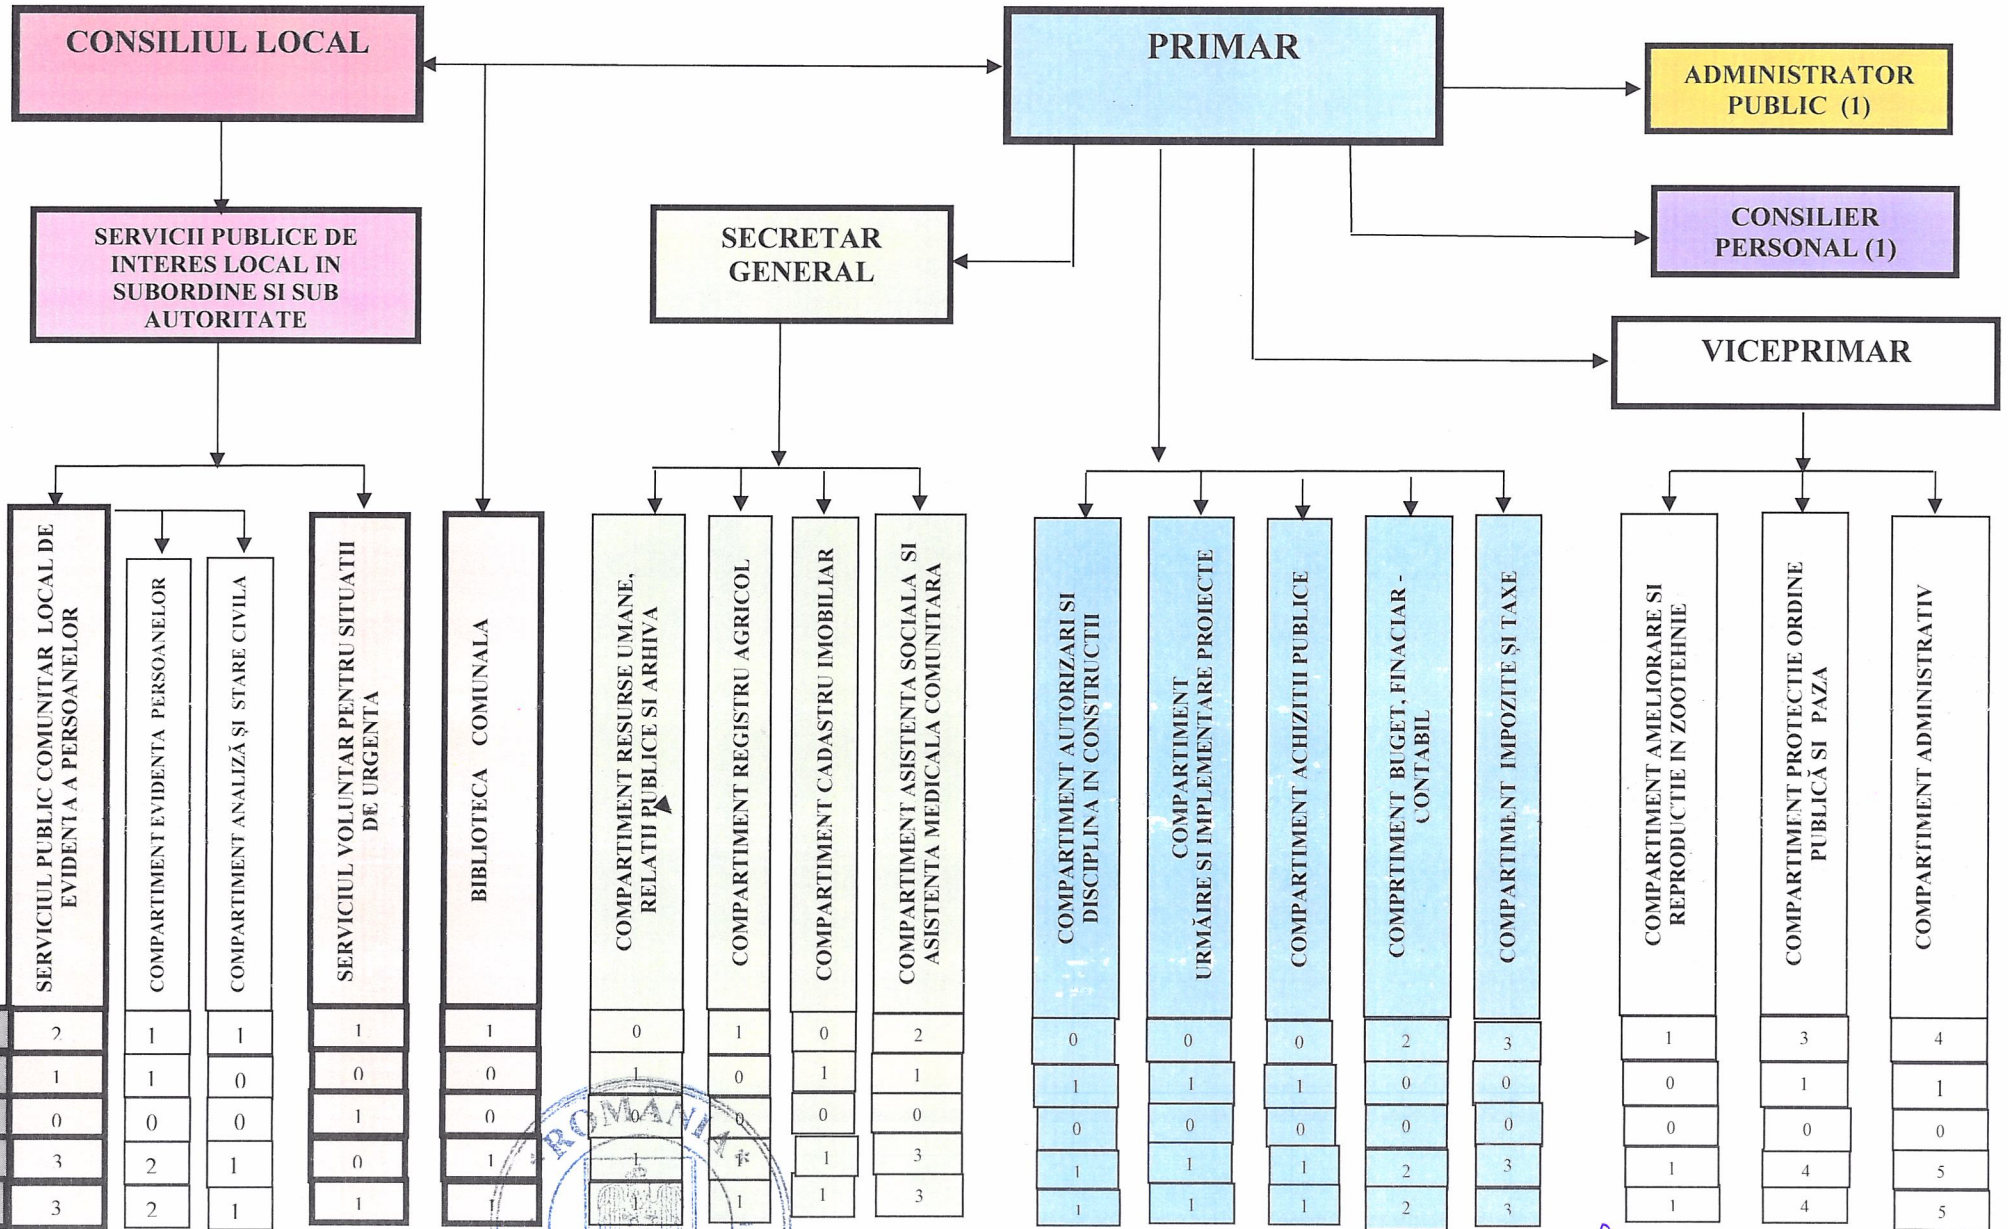 CONSILIUL LOCAL
PRIMAR
ADMINISTRATOR
PUBLIC (1)
SERVICII PUBLICE DE
INTERES LOCAL IN
SUBORDINE SI SUB
AUTORITATE
SECRETAR
GENERAL
CONSILIER
PERSONAL (1)
VICEPRIMAR
SERVICIUL PUBLIC COMUNITAR LOCAL DE
EVIDENTA A PERSOANELOR
COMPARTIMENT EVIDENTA PERSOANELOR
COMPARTIMENT ANALIZĂ ȘI STARE CIVILA
SERVICIUL VOLUNTAR PENTRU SITUATII
DE URGENTA
BIBLIOTECA COMUNALA
COMPARTIMENT RESURSE UMANE,
RELATII PUBLICE SI ARHIVA
COMPARTIMENT REGISTRU AGRICOL
COMPARTIMENT CADASTRU IMOBILIAR
COMPARTIMENT ASISTENTA SOCIALA SI
ASISTENTA MEDICALA COMUNITARA
COMPARTIMENT AUTORIZARI SI
DISCIPLINA IN CONSTRUCTII
COMPARTIMENT
URMĂIRE SI IMPLEMENTARE PROIECTE
COMPARTIMENT ACHIZITII PUBLICE
COMPRTIMENT BUGET, FINACIAR -
CONTABIL
COMPARTIMENT IMPOZITE ȘI TAXE
COMPARTIMENT AMELIORARE SI
REPRODUCTIE IN ZOOTEHNIE
COMPARTIMENT PROTECTIE ORDINE
PUBLICĂ SI PAZA
COMPARTIMENT ADMINISTRATIV
2 1 1 1 1 0 1 0 2 0 0 0 2 3 1 3 4
1 1 0 0 0 1 0 1 1 1 1 1 0 0 0 1 1
0 0 0 1 0 0 0 0 0 0 0 0 0 0 0 0 0
3 2 1 0 1 1 1 1 3 1 1 1 2 3 1 4 5
3 2 1 1 1 1 1 1 3 1 1 1 2 3 1 4 5
ROMÂNIA